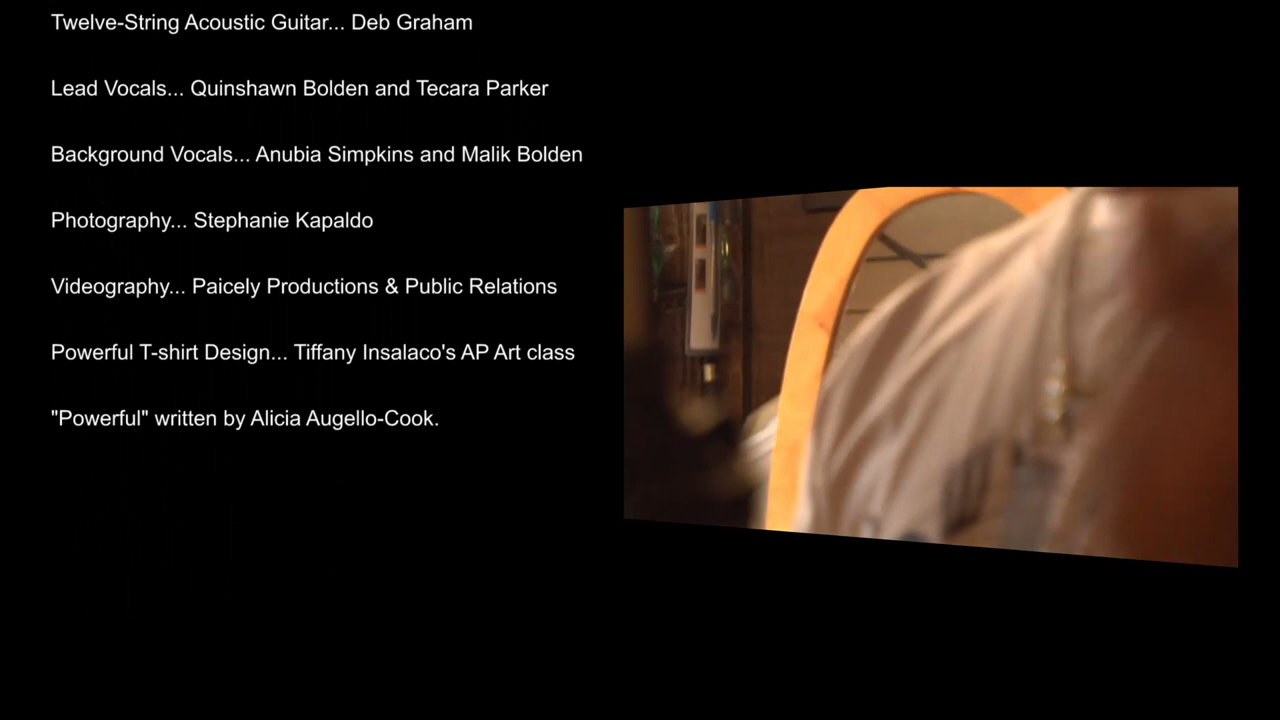 Twelve-String Acoustic Guitar... Deb Graham
Lead Vocals... Quinshawn Bolden and Tecara Parker
Background Vocals... Anubia Simpkins and Malik Bolden
Photography... Stephanie Kapaldo
Videography... Paicely Productions & Public Relations
Powerful T-shirt Design... Tiffany Insalaco's AP Art class
"Powerful" written by Alicia Augello-Cook.